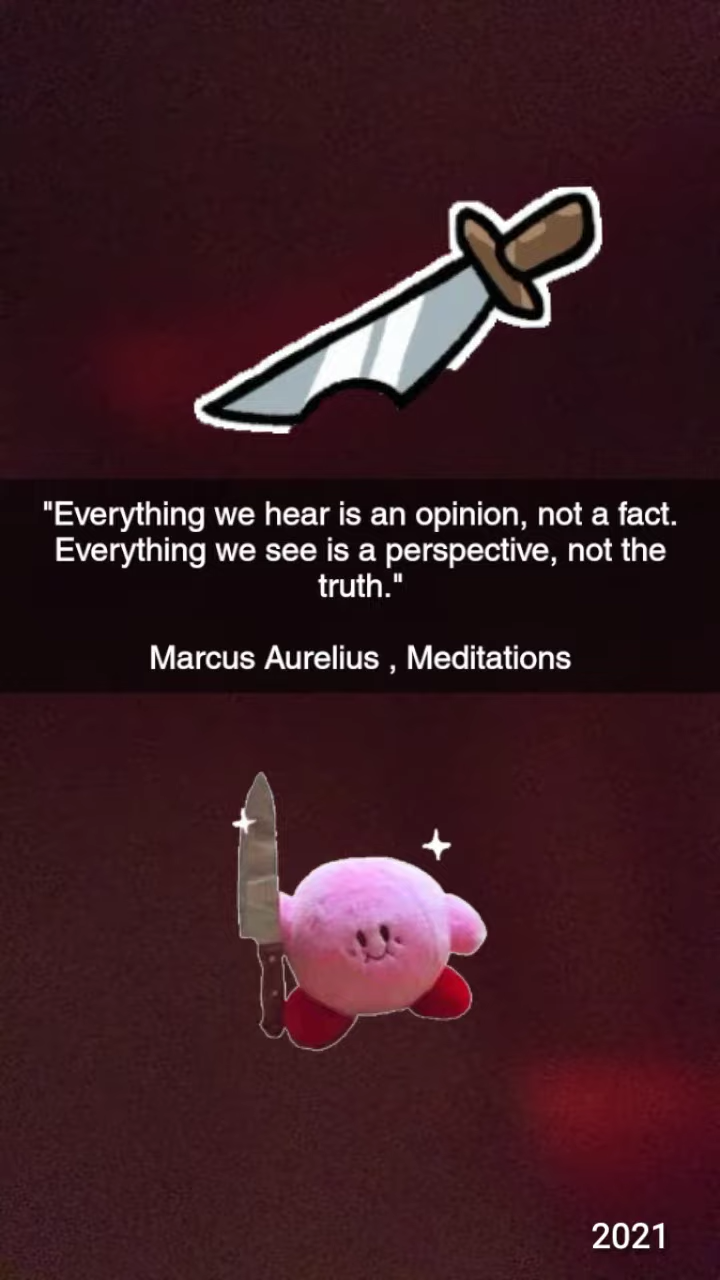 "Everything we hear is an opinion, not a fact.
Everything we see is a perspective, not the
truth."
Marcus Aurelius , Meditations
2021